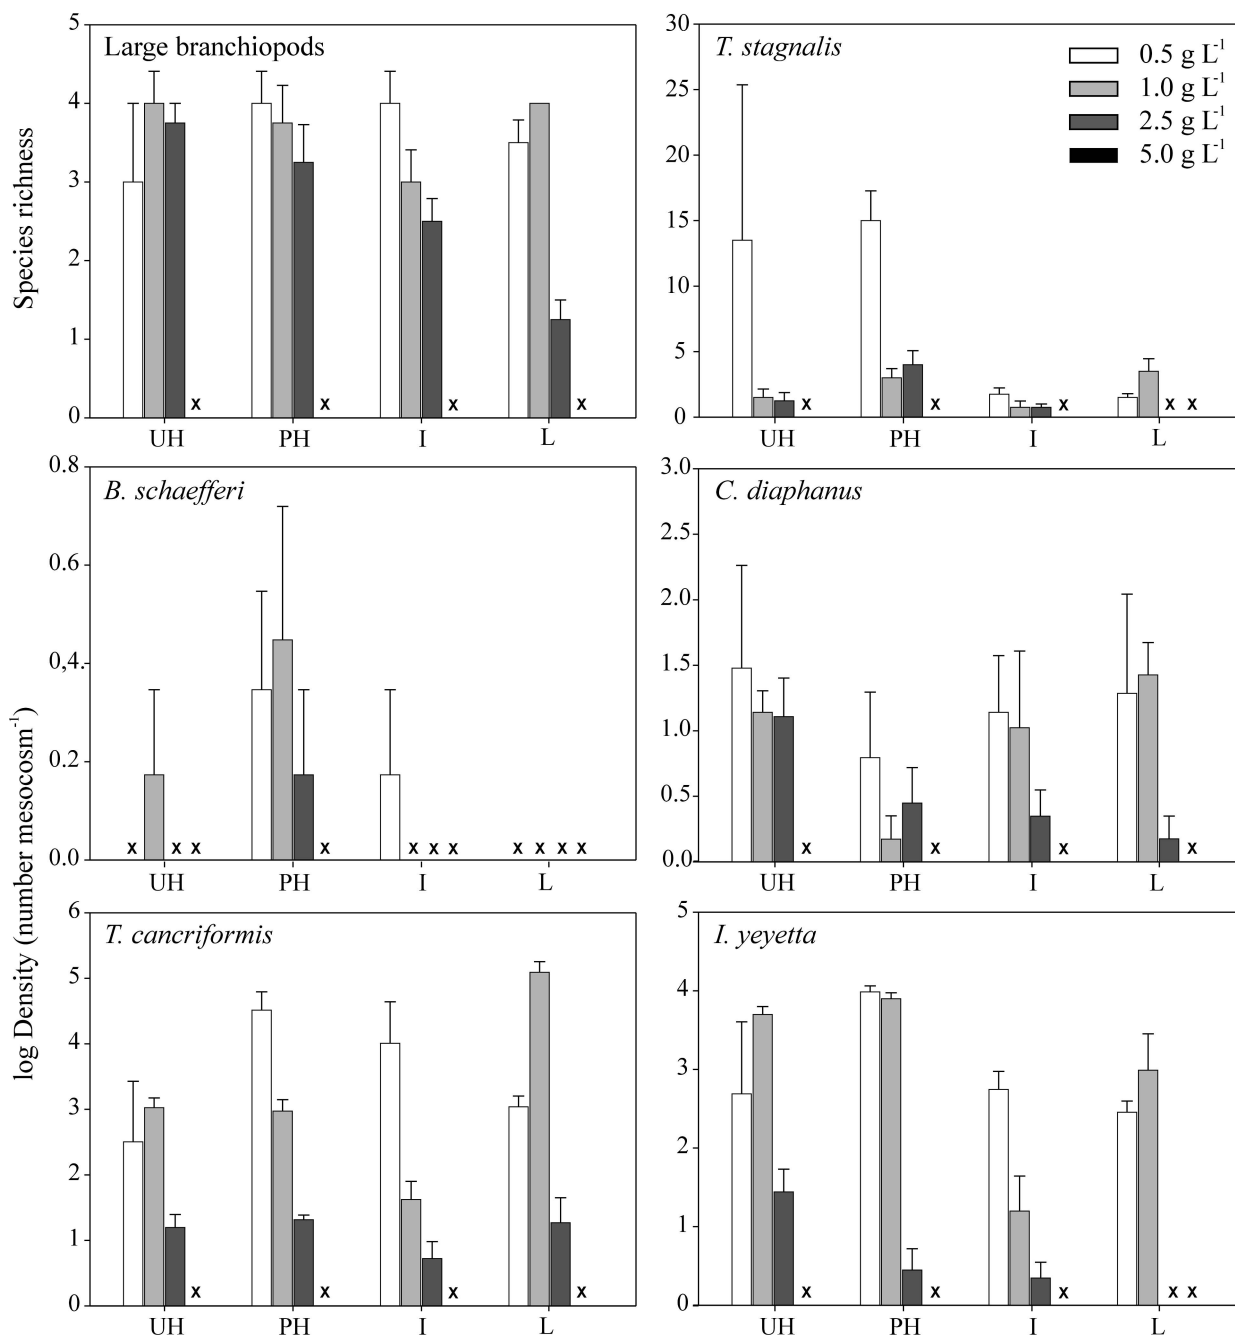 Large branchiopods
Species richness
5
4
3
2
1
0
x x x x
UH PH I L
T. stagnalis
0.5 g L-1
1.0 g L-1
2.5 g L-1
5.0 g L-1
30
25
20
15
10
5
0
x x x x x
UH PH I L
log Density (number mesocosm-1)
B. schaefferi
0.8
0.6
0,4
0.2
0.0
x x x x x x x x x x x
UH PH I L
C. diaphanus
3.0
2.5
2.0
1.5
1.0
0.5
0.0
x x x x
UH PH I L
T. cancriformis
6
5
4
3
2
1
0
x x x x
UH PH I L
I. yeyetta
5
4
3
2
1
0
x x x x x
UH PH I L